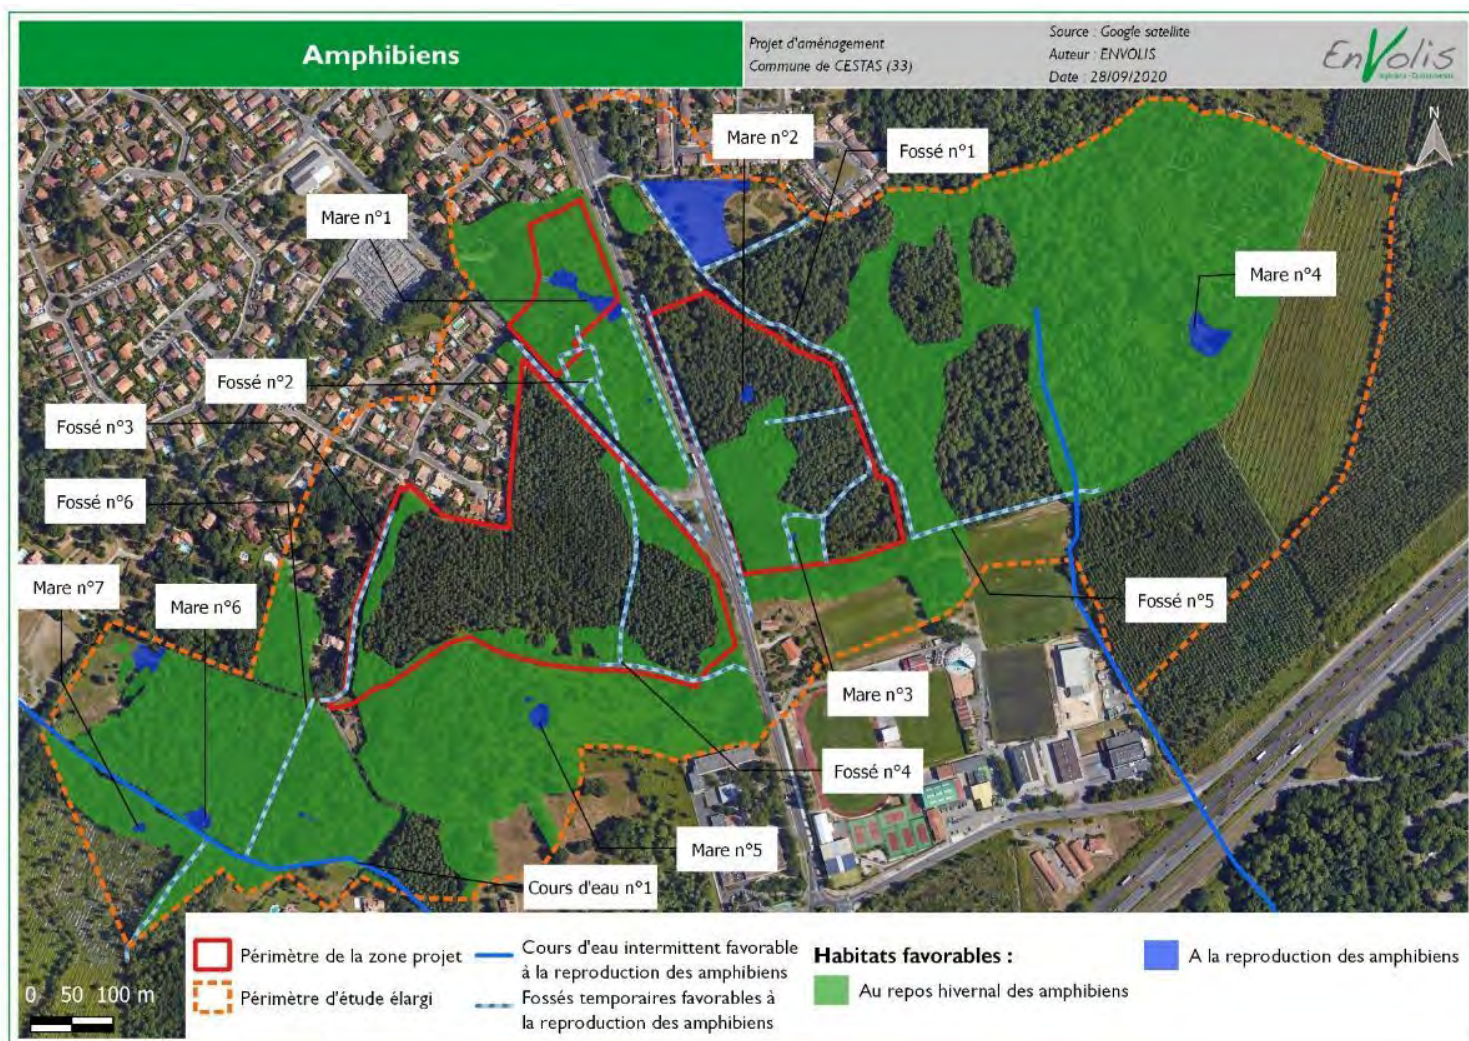 Amphibiens
Projet d'aménagement
Commune de CESTAS (33)
Source : Google satellite
Auteur : ENVOLIS
Date : 28/09/2020
EnVolis
N
Mare n°2
Fossé n°1
Mare n°1
Mare n°4
Fossé n°2
Fossé n°3
Fossé n°6
Mare n°7
Mare n°6
Fossé n°5
Mare n°3
Fossé n°4
Mare n°5
Cours d'eau n°1
Périmètre de la zone projet
Périmètre d'étude élargi
Cours d'eau intermittent favorable
à la reproduction des amphibiens
Fossés temporaires favorables à
la reproduction des amphibiens
Habitats favorables :
Au repos hivernal des amphibiens
A la reproduction des amphibiens
0 50 100 m